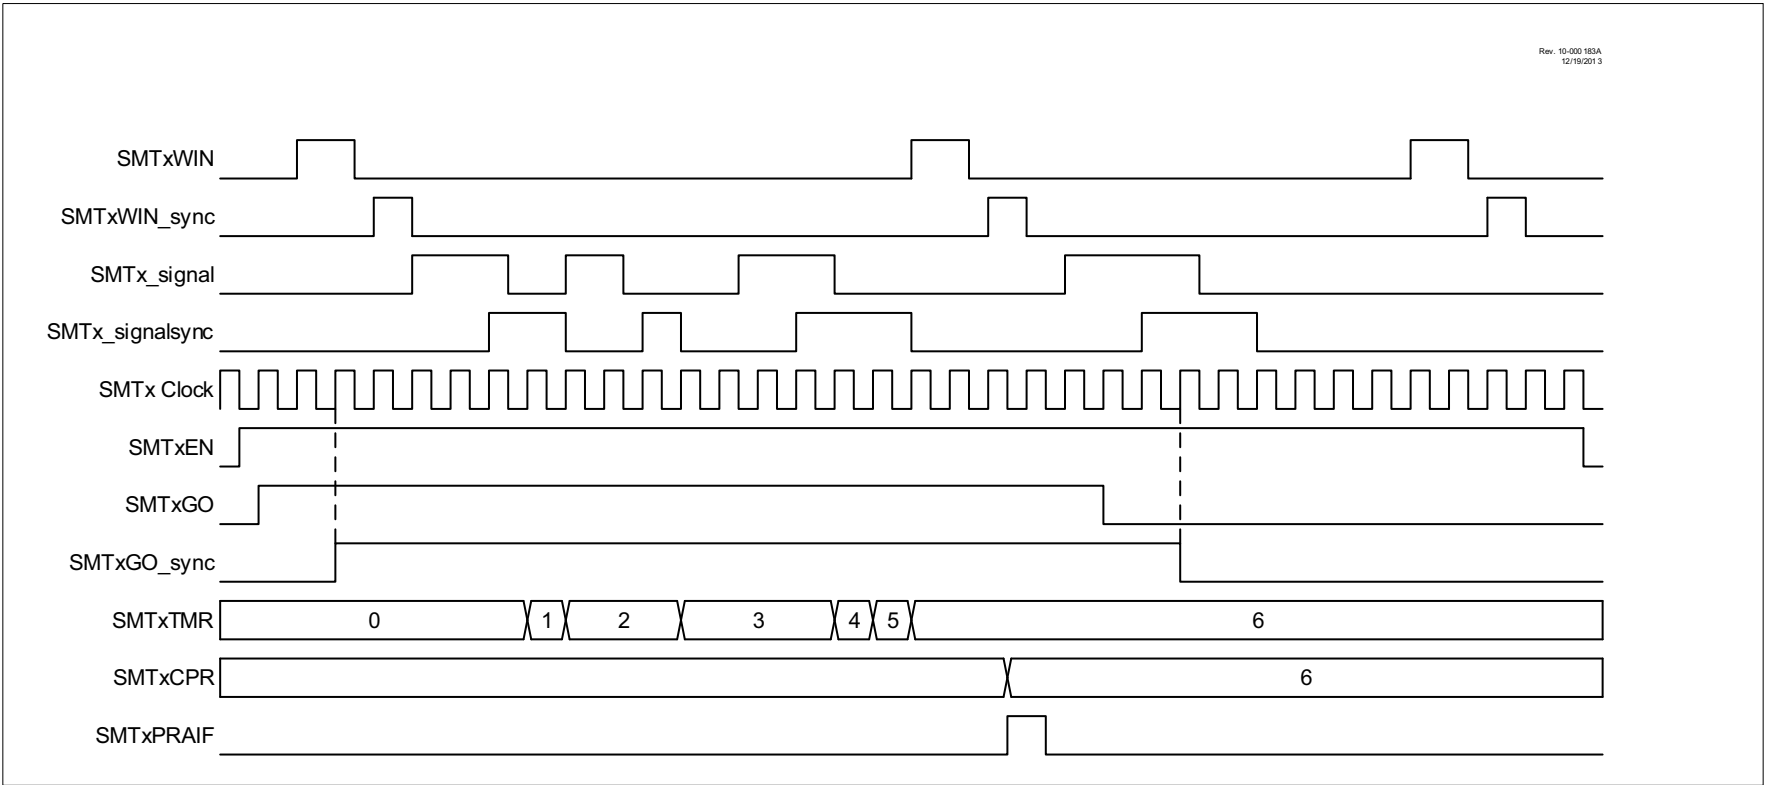 Rev. 10-000 183A
12/19/201 3
SMTxWIN
SMTxWIN_sync
SMTx_signal
SMTx_signalsync
SMTx Clock
SMTxEN
SMTxGO
SMTxGO_sync
SMTxTMR 0 1 2 3 4 5 6
SMTxCPR 6
SMTxPRAIF